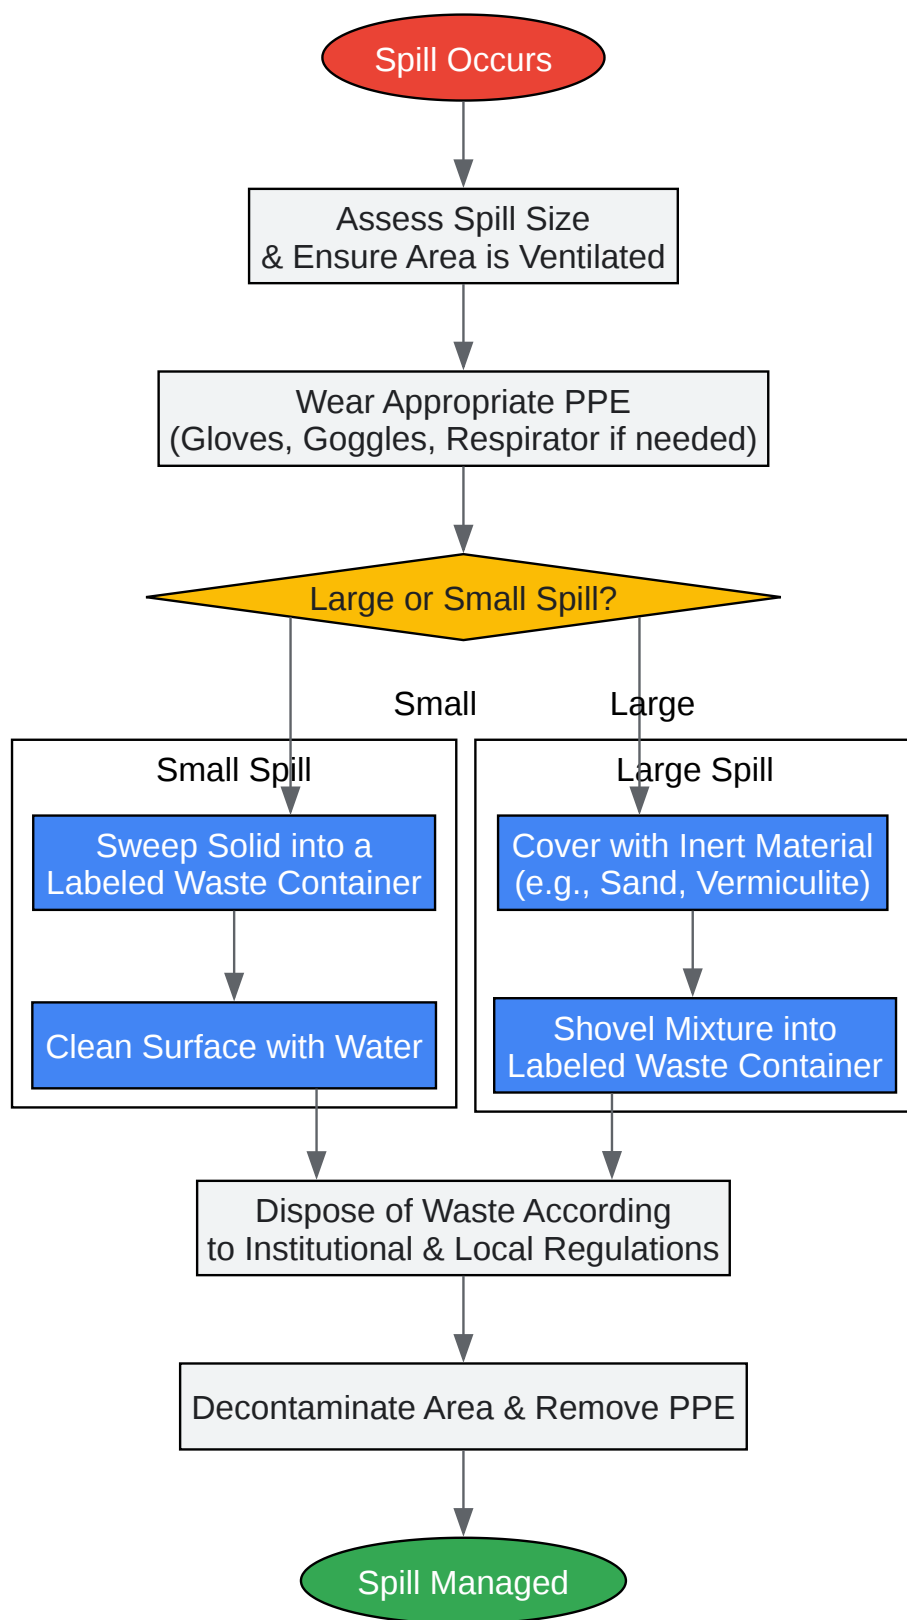 Spill Occurs
Assess Spill Size
& Ensure Area is Ventilated
Wear Appropriate PPE
(Gloves, Goggles, Respirator if needed)
Large or Small Spill?
Small
Large
Small Spill
Sweep Solid into a
Labeled Waste Container
Clean Surface with Water
Large Spill
Cover with Inert Material
(e.g., Sand, Vermiculite)
Shovel Mixture into
Labeled Waste Container
Dispose of Waste According
to Institutional & Local Regulations
Decontaminate Area & Remove PPE
Spill Managed